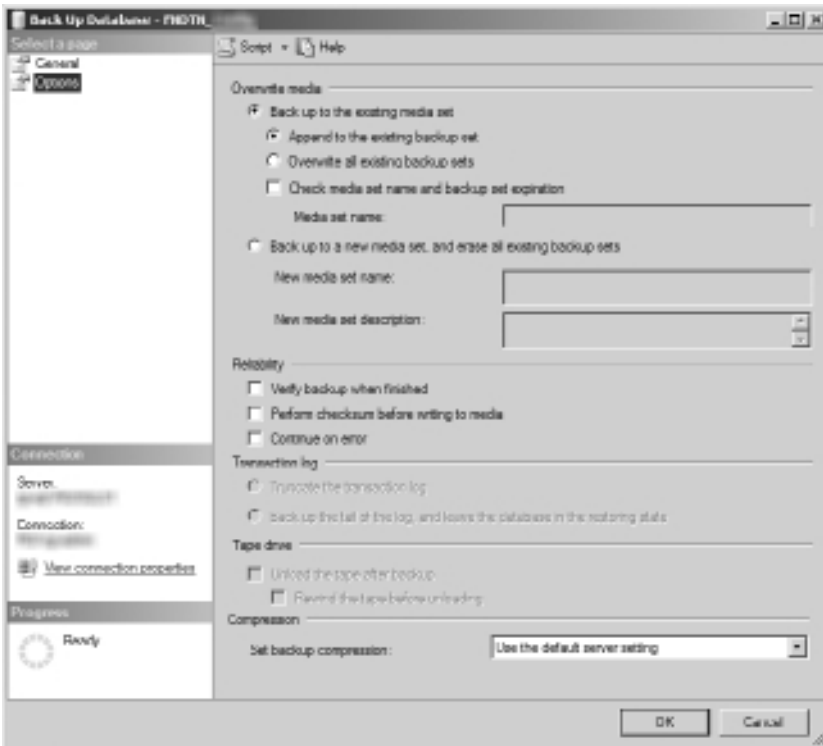 Back Up Database - FNDTN_
Select a page
General
Options
Script Help
Overwrite media
Back up to the existing media set
Append to the existing backup set
Overwrite all existing backup sets
Check media set name and backup set expiration
Media set name:
Back up to a new media set, and erase all existing backup sets
New media set name:
New media set description:
Reliability
Verify backup when finished
Perform checksum before writing to media
Continue on error
Transaction log
Truncate the transaction log
Back up the tail of the log, and leave the database in the restoring state
Tape drive
Unload the tape after backup
Rewind the tape before unloading
Compression
Set backup compression: Use the default server setting
Connection
Server:
Connection:
View connection properties
Progress
Ready
OK Cancel